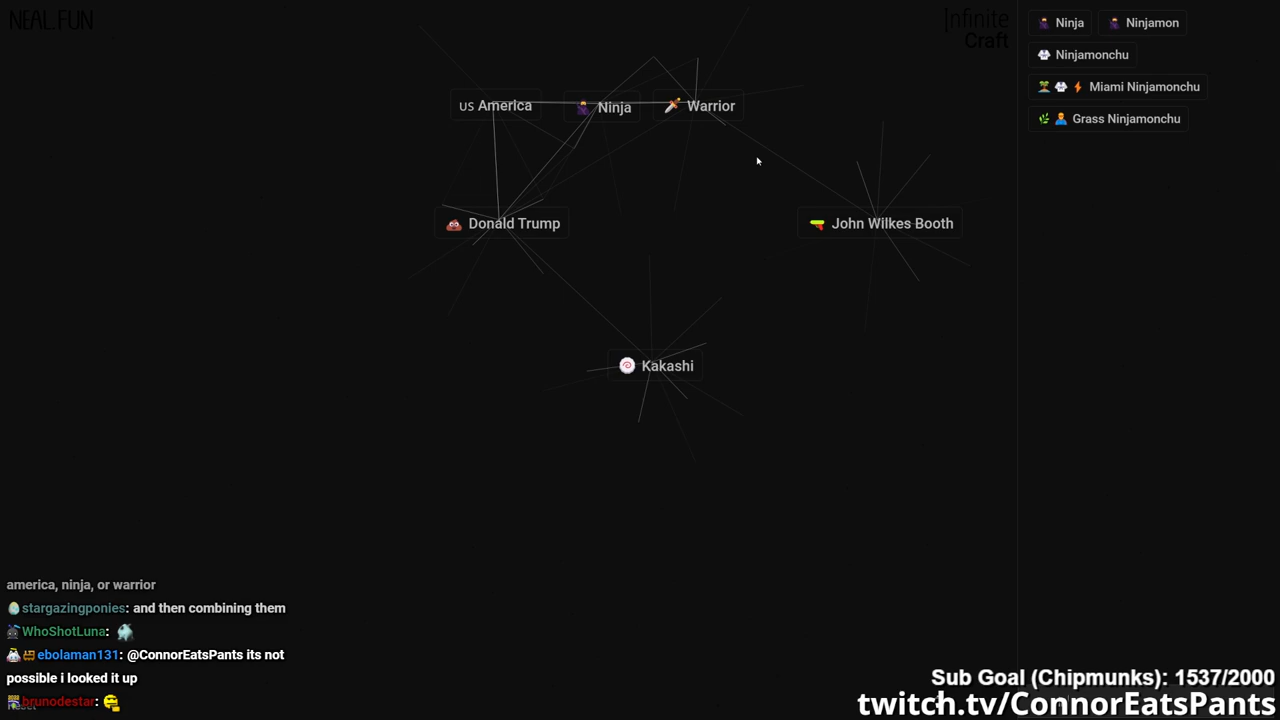 NEAL.FUN
Infinite
Craft
Ninja
Ninjamon
Ninjamonchu
Miami Ninjamonchu
Grass Ninjamonchu
US America
Ninja
Warrior
Donald Trump
John Wilkes Booth
Kakashi
america, ninja, or warrior
stargazingponies: and then combining them
WhoShotLuna:
ebolaman131: @ConnorEatsPants its not
possible i looked it up
brunodestar:
Sub Goal (Chipmunks): 1537/2000
twitch.tv/ConnorEatsPants